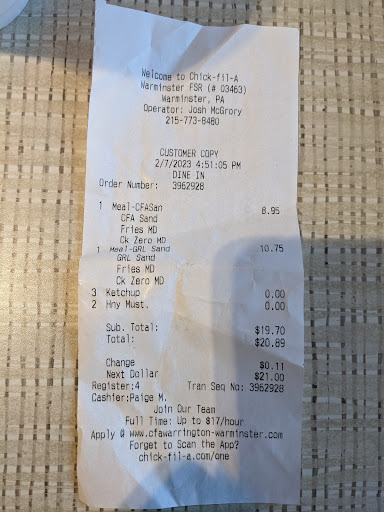 Welcome to Chick-fil-A
Warminster FSR (# 03463)
Warminster, PA
Operator: Josh McGrory
215-773-8480
CUSTOMER COPY
2/7/2023 4:51:05 PM
DINE IN
Order Number: 3962928
1 Meal-CFASan 8.95
CFA Sand
Fries MD
Ck Zero MD
1 Meal-GRL Sand 10.75
GRL Sand
Fries MD
Ck Zero MD
3 Ketchup 0.00
2 Hny Must. 0.00
Sub. Total: $19.70
Total: $20.89
Change $0.11
Next Dollar $21.00
Register:4 Tran Seq No: 3962928
Cashier:Paige M.
Join Our Team
Full Time: Up to $17/hour
Apply @ www.cfawarrington-warminster.com
Forget to Scan the App?
chick-fil-a.com/one